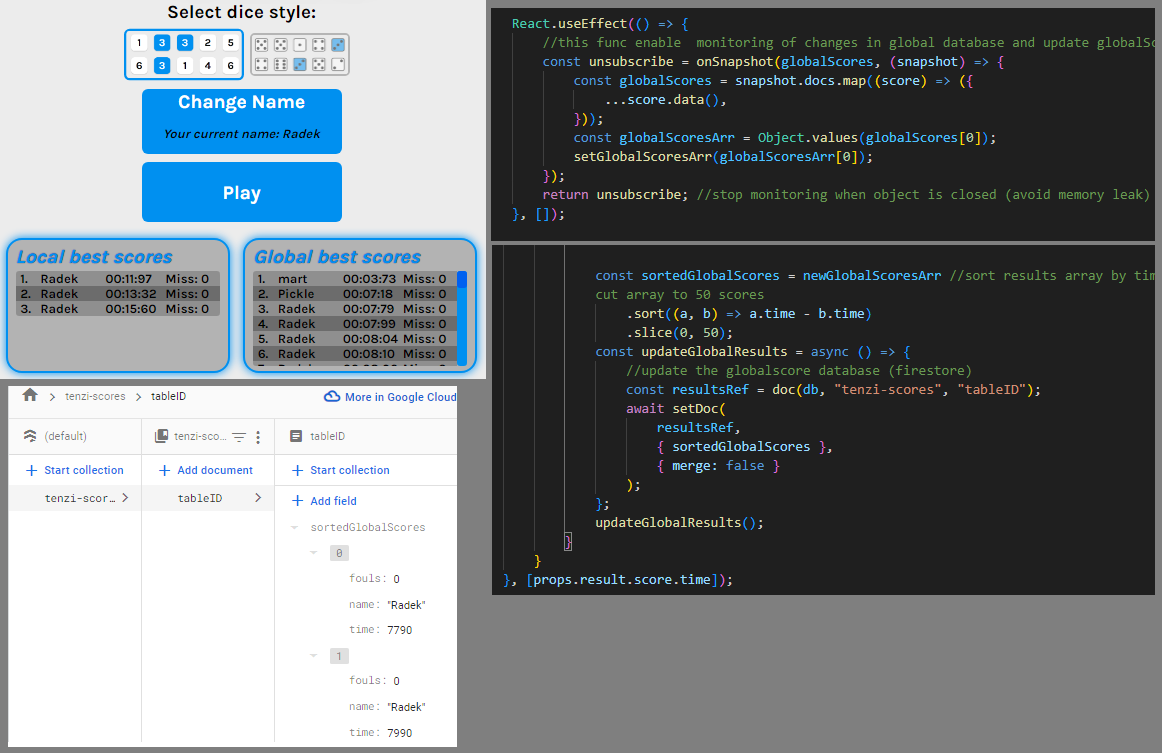 Select dice style:
1 3 3 2 5
6 3 1 4 6
Change Name
Your current name: Radek
Play
Local best scores
1. Radek 00:11:97 Miss: 0
2. Radek 00:13:32 Miss: 0
3. Radek 00:15:60 Miss: 0
Global best scores
1. mart 00:03:73 Miss: 0
2. Pickle 00:07:18 Miss: 0
3. Radek 00:07:79 Miss: 0
4. Radek 00:07:99 Miss: 0
5. Radek 00:08:04 Miss: 0
6. Radek 00:08:10 Miss: 0
tenzi-scores tableID
More in Google Cloud
(default)
tenzi-sco...
tableID
+ Start collection
+ Add document
+ Start collection
tenzi-scor...
tableID
+ Add field
sortedGlobalScores
0
fouls: 0
name: "Radek"
time: 7790
1
fouls: 0
name: "Radek"
time: 7990
React.useEffect(() => {
//this func enable monitoring of changes in global database and update globalSc
const unsubscribe = onSnapshot(globalScores, (snapshot) => {
const globalScores = snapshot.docs.map((score) => ({
...score.data(),
}));
const globalScoresArr = Object.values(globalScores[0]);
setGlobalScoresArr(globalScoresArr[0]);
});
return unsubscribe; //stop monitoring when object is closed (avoid memory leak)
}, []);
const sortedGlobalScores = newGlobalScoresArr //sort results array by tim
cut array to 50 scores
.sort((a, b) => a.time - b.time)
.slice(0, 50);
const updateGlobalResults = async () => {
//update the globalscore database (firestore)
const resultsRef = doc(db, "tenzi-scores", "tableID");
await setDoc(
resultsRef,
{ sortedGlobalScores },
{ merge: false }
);
};
updateGlobalResults();
}
}
}, [props.result.score.time]);